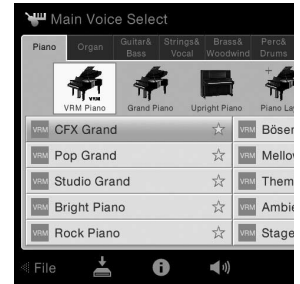 Main Voice Select
Piano
Organ
Guitar&
Bass
Strings&
Vocal
Brass&
Woodwind
Perc&
Drums
VRM
VRM Piano
Grand Piano
Upright Piano
Piano La
VRM CFX Grand
VRM Böser
VRM Pop Grand
VRM Mello
VRM Studio Grand
VRM Them
VRM Bright Piano
VRM Ambie
VRM Rock Piano
VRM Stage
File